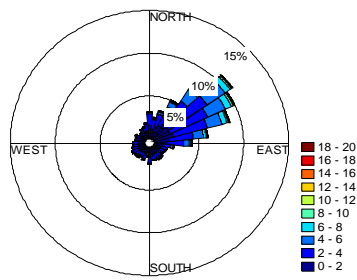 NORTH
15%
10%
5%
WEST
EAST
SOUTH
18 - 20
16 - 18
14 - 16
12 - 14
10 - 12
8 - 10
6 - 8
4 - 6
2 - 4
0 - 2